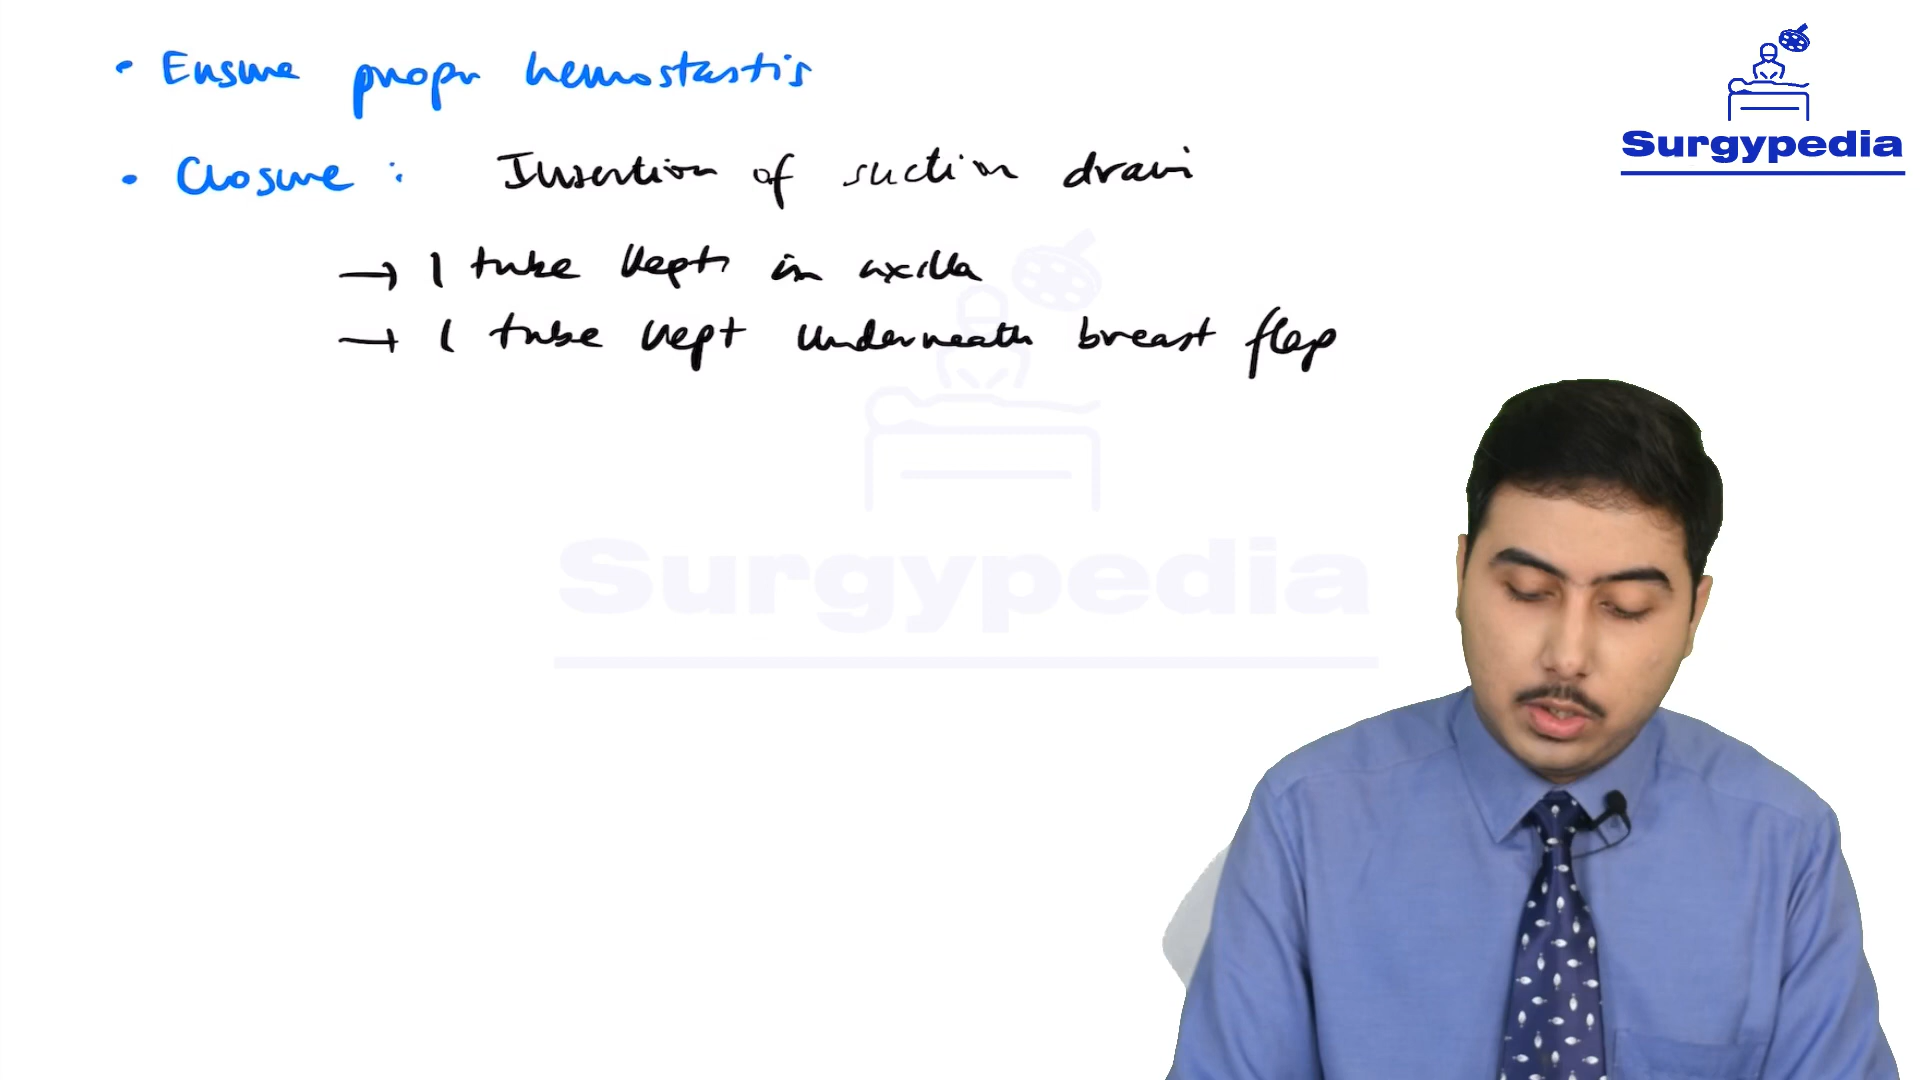 • Ensure proper hemostastis
Surgypedia
• Closure : Insertion of suction drain
→ 1 tube kept in axilla
→ 1 tube kept underneath breast flap
Surgypedia